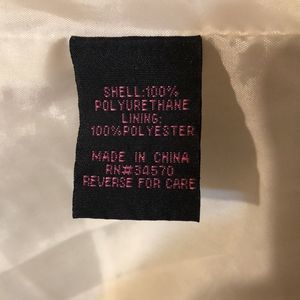 SHELL:100%
POLYURETHANE
LINING:
100%POLYESTER
MADE IN CHINA
RN#34570
REVERSE FOR CARE